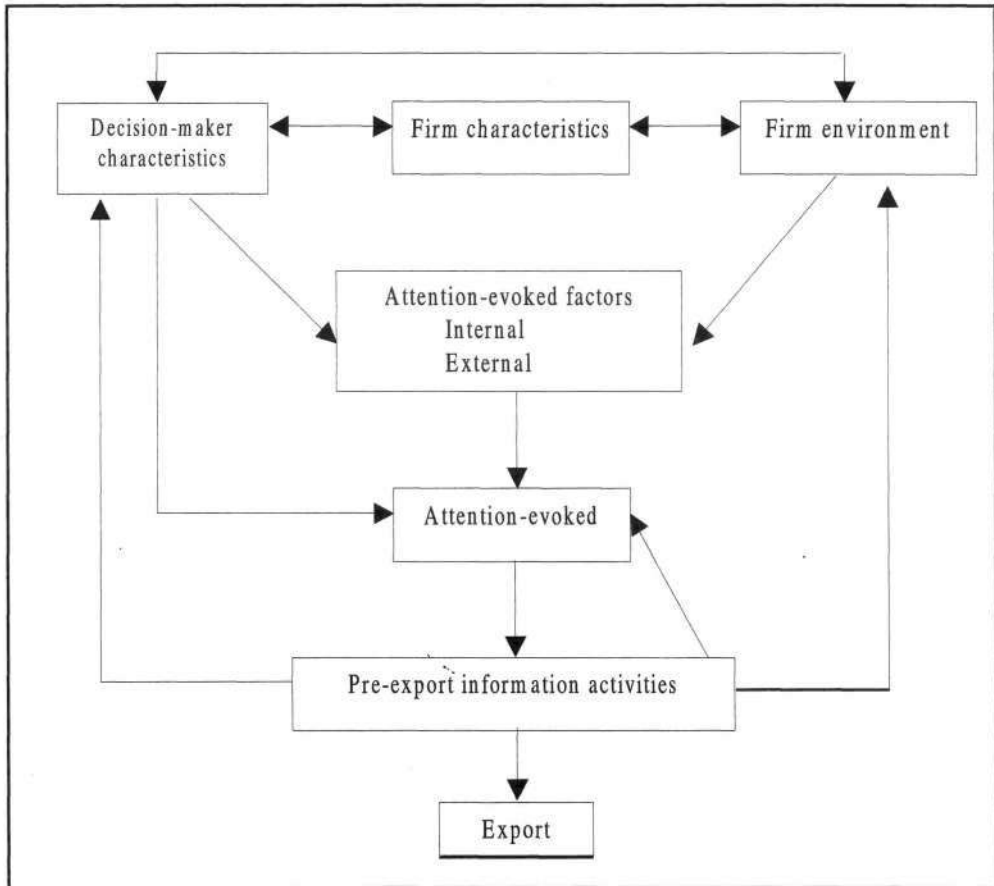 Decision-maker
characteristics
Firm characteristics
Firm environment
Attention-evoked factors
Internal
External
Attention-evoked
Pre-export information activities
Export